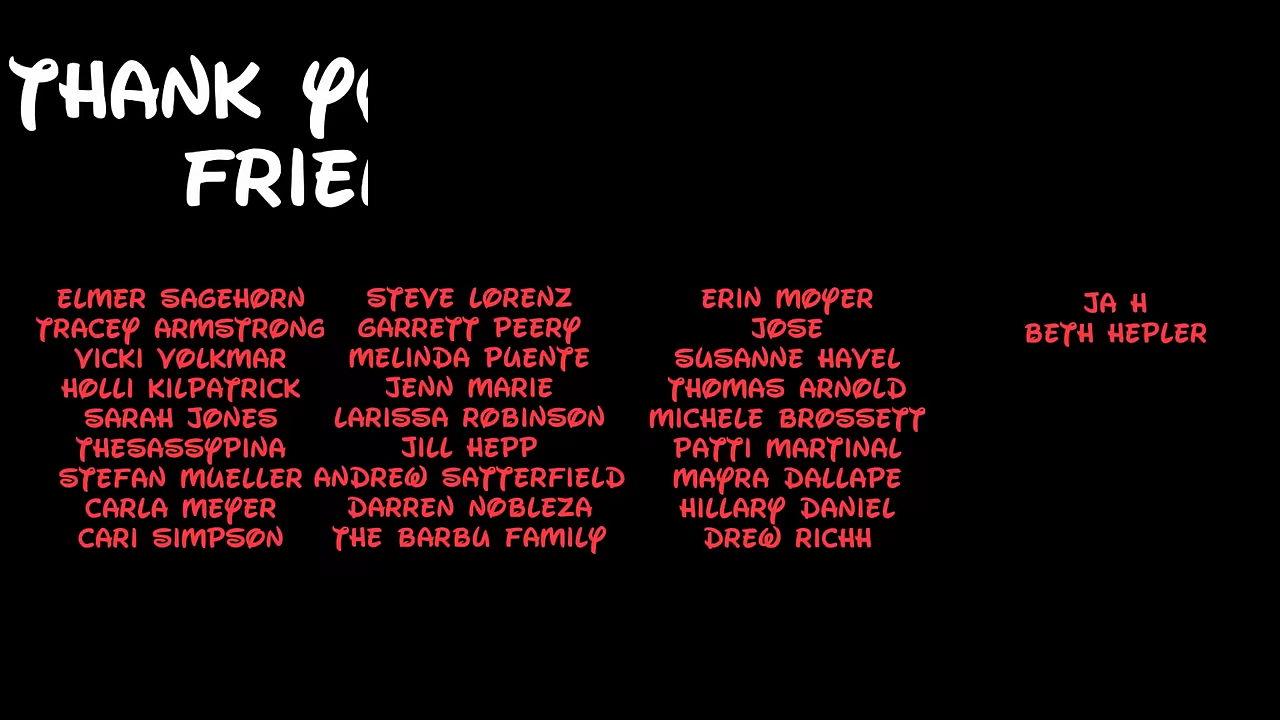 THANK YO
FRIE
ELMER SAGEHORN
TRACEY ARMSTRONG
VICKI VOLKMAR
HOLLI KILPATRICK
SARAH JONES
THESASSYPINA
STEFAN MUELLER
CARLA MEYER
CARI SIMPSON
STEVE LORENZ
GARRETT PEERY
MELINDA PUENTE
JENN MARIE
LARISSA ROBINSON
JILL HEPP
ANDREW SATTERFIELD
DARREN NOBLEZA
THE BARBU FAMILY
ERIN MOYER
JOSE
SUSANNE HAVEL
THOMAS ARNOLD
MICHELE BROSSETT
PATTI MARTINAL
MAYRA DALLAPE
HILLARY DANIEL
DREW RICHH
JA H
BETH HEPLER